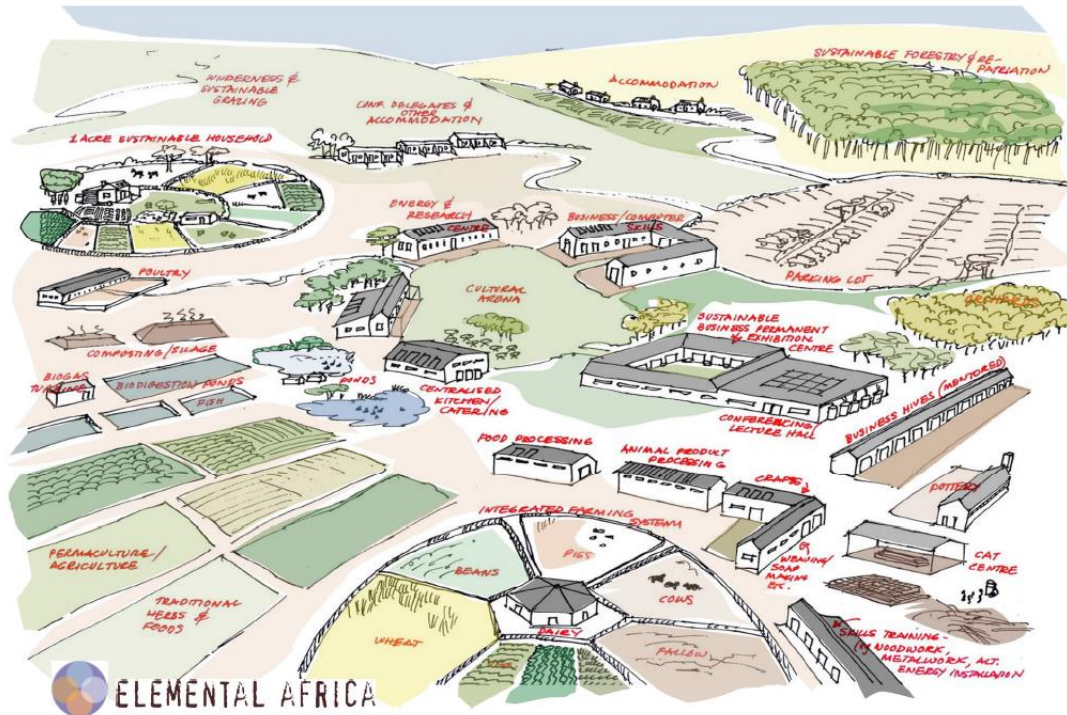 SUSTAINABLE FORESTRY & RE-
PATRIATION
WILDERNESS &
SUSTAINABLE
GRAZING
ACCOMMODATION
CONF. DELEGATES &
OTHER
ACCOMMODATION
1 ACRE SUSTAINABLE HOUSEHOLD
ENERGY &
RESEARCH
CENTRE
BUSINESS/COMPUTER
SKILLS
POULTRY
CULTURAL
ARENA
PARKING LOT
ORCHARDS
COMPOSTING/SILAGE
SUSTAINABLE
BUSINESS PERMANENT
EXHIBITION
CENTRE
BIOGAS
TURBINE
BIODIGESTION PONDS
FISH
PONDS
CENTRALISED
KITCHEN/
CATERING
CONFERENCING/
LECTURE HALL
BUSINESS HIVES (MENTORED)
FOOD PROCESSING
ANIMAL PRODUCT
PROCESSING
CRAFTS
POTTERY
INTEGRATED FARMING
SYSTEM
PIGS
WEAVING/
SOAP
MAKING
ETC.
CAT
CENTRE
PERMACULTURE/
AGRICULTURE
BEANS
COWS
TRADITIONAL
HERBS &
FOODS
WHEAT
DAIRY
FALLOW
VEG
SKILLS TRAINING -
WOODWORK,
METALWORK, ALT.
ENERGY INSTALLATION
ELEMENTAL AFRICA